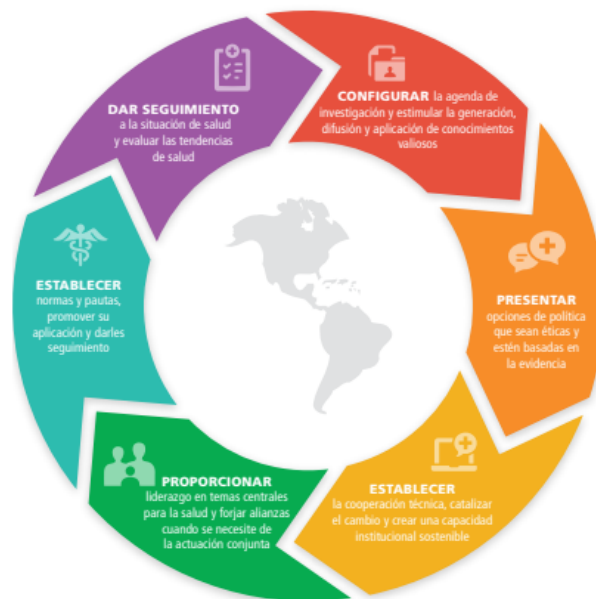 CONFIGURAR la agenda de
investigación y estimular la generación,
difusión y aplicación de conocimientos
valiosos
PRESENTAR
opciones de política
que sean éticas y
estén basadas en
la evidencia
ESTABLECER
la cooperación técnica, catalizar
el cambio y crear una capacidad
institucional sostenible
PROPORCIONAR
liderazgo en temas centrales
para la salud y forjar alianzas
cuando se necesite de
la actuación conjunta
ESTABLECER
normas y pautas,
promover su
aplicación y darles
seguimiento
DAR SEGUIMIENTO
a la situación de salud
y evaluar las tendencias
de salud